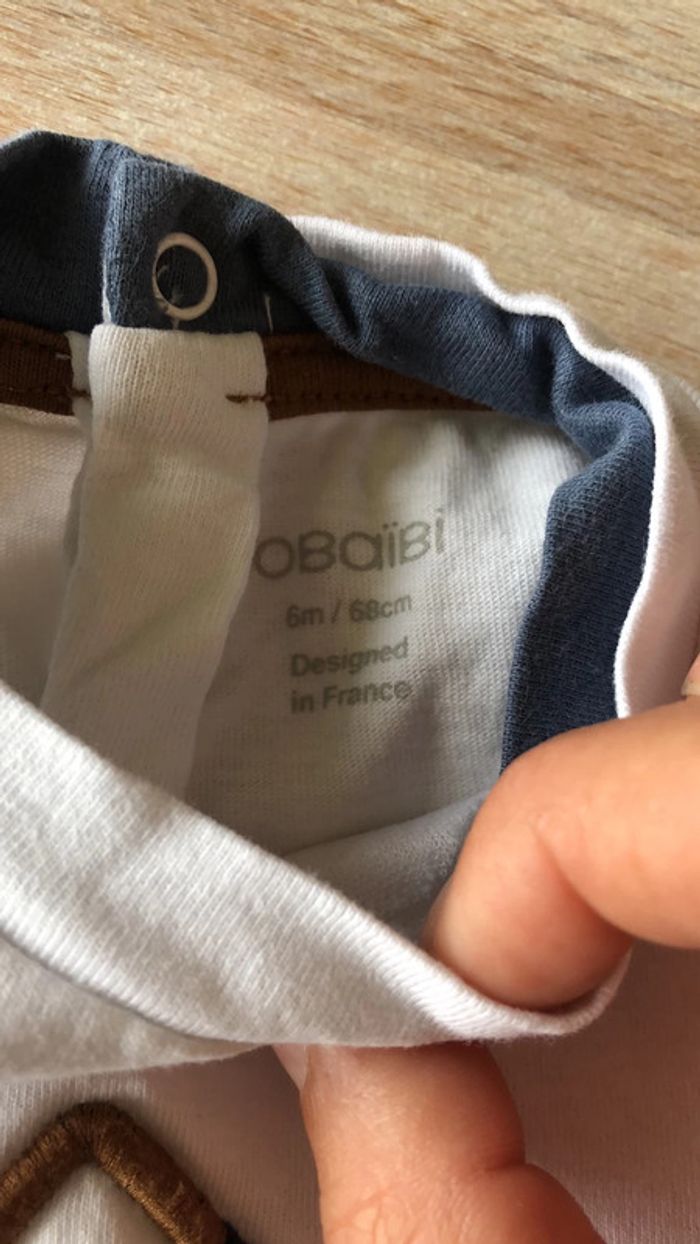 OBaïBi
6m / 68cm
Designed
in France